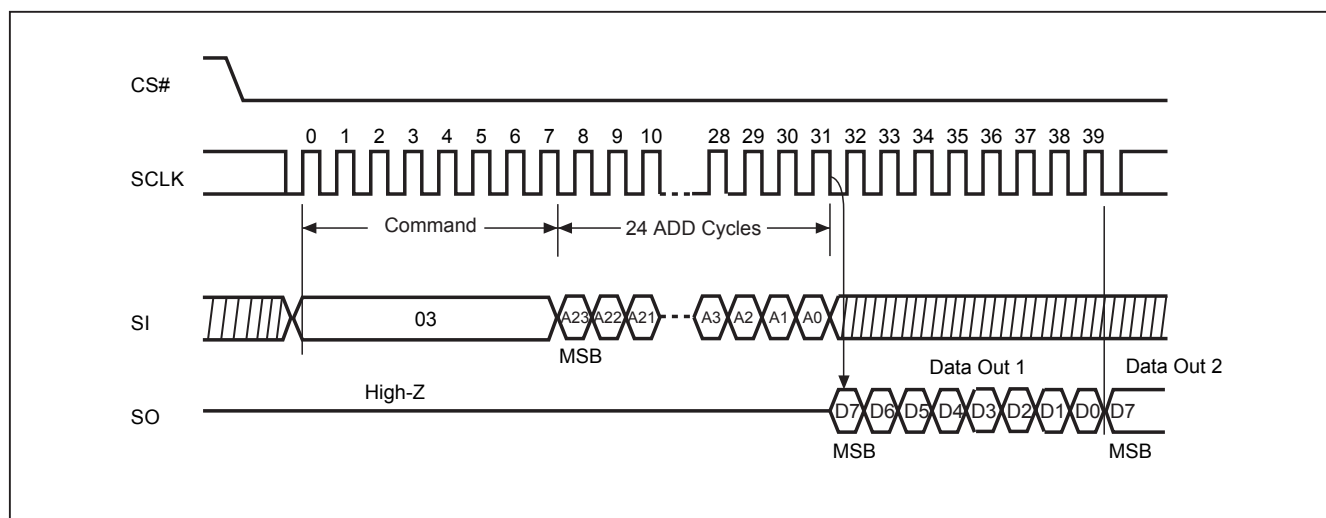 CS#
0 1 2 3 4 5 6 7 8 9 10 28 29 30 31 32 33 34 35 36 37 38 39
SCLK
Command
24 ADD Cycles
SI
03
A23 A22 A21 A3 A2 A1 A0
MSB
Data Out 1
Data Out 2
High-Z
SO
D7 D6 D5 D4 D3 D2 D1 D0 D7
MSB
MSB